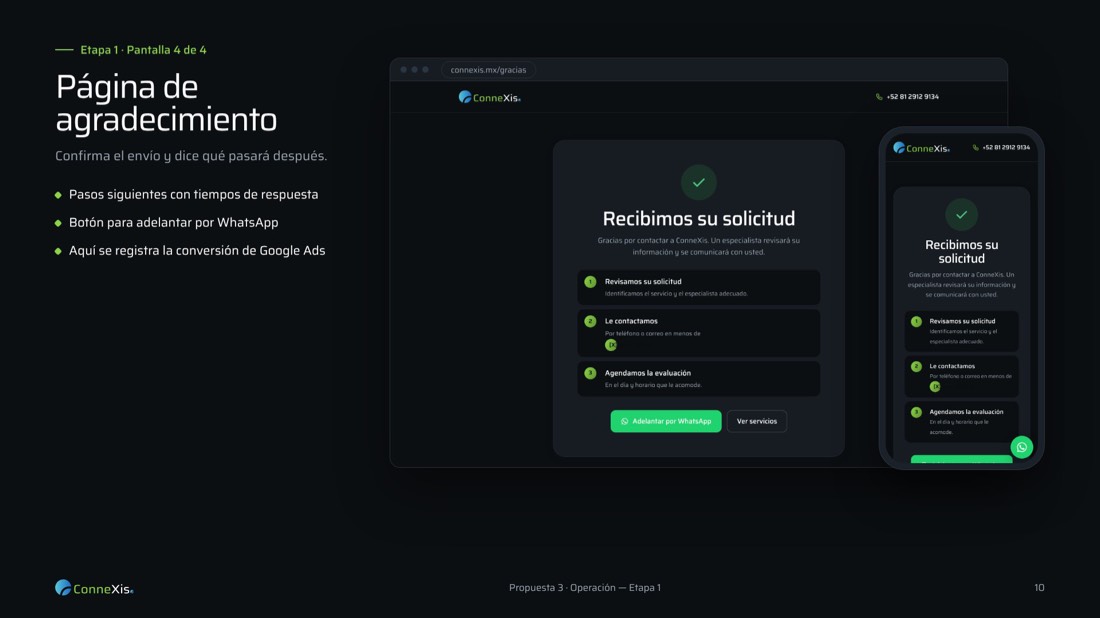 Etapa 1 · Pantalla 4 de 4
Página de
agradecimiento
Confirma el envío y dice qué pasará después.
Pasos siguientes con tiempos de respuesta
Botón para adelantar por WhatsApp
Aquí se registra la conversión de Google Ads
connexis.mx/gracias
ConneXis
+52 81 2912 9134
Recibimos su solicitud
Gracias por contactar a ConneXis. Un especialista revisará su
información y se comunicará con usted.
1
Revisamos su solicitud
Identificamos el servicio y el especialista adecuado.
2
Le contactamos
Por teléfono o correo en menos de
[X
3
Agendamos la evaluación
En el día y horario que le acomode.
Adelantar por WhatsApp
Ver servicios
ConneXis
+52 81 2912 9134
Recibimos su
solicitud
Gracias por contactar a ConneXis. Un
especialista revisará su información y
se comunicará con usted.
1
Revisamos su solicitud
Identificamos el servicio y el
especialista adecuado.
2
Le contactamos
Por teléfono o correo en menos de
[X
3
Agendamos la evaluación
En el día y horario que le
acomode.
ConneXis
Propuesta 3 · Operación — Etapa 1
10